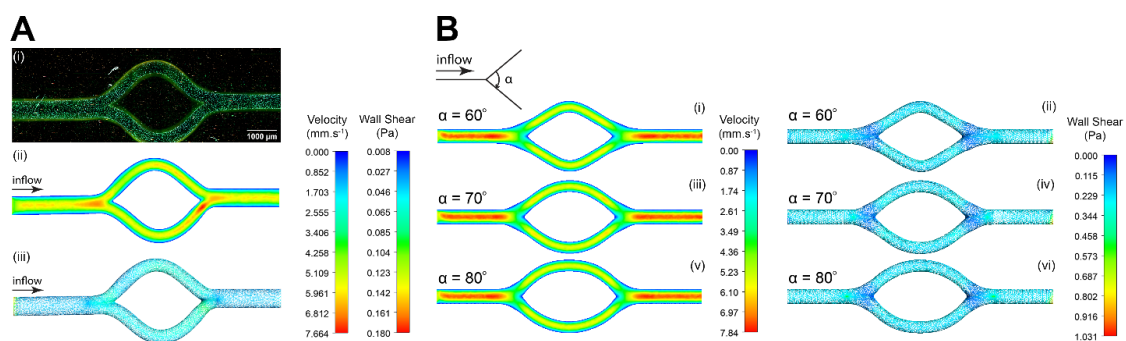 A
B
(i)
1000 µm
(ii)
inflow
(iii)
inflow
Velocity
(mm.s⁻¹)
0.000
0.852
1.703
2.555
3.406
4.258
5.109
5.961
6.812
7.664
Wall Shear
(Pa)
0.008
0.027
0.046
0.065
0.084
0.104
0.123
0.142
0.161
0.180
inflow
α
α = 60°
(i)
(ii)
α = 60°
α = 70°
(iii)
(iv)
α = 70°
α = 80°
(v)
(vi)
α = 80°
Velocity
(mm.s⁻¹)
0.00
0.87
1.74
2.61
3.49
4.36
5.23
6.10
6.97
7.84
Wall Shear
(Pa)
0.000
0.115
0.229
0.344
0.458
0.573
0.687
0.802
0.916
1.031